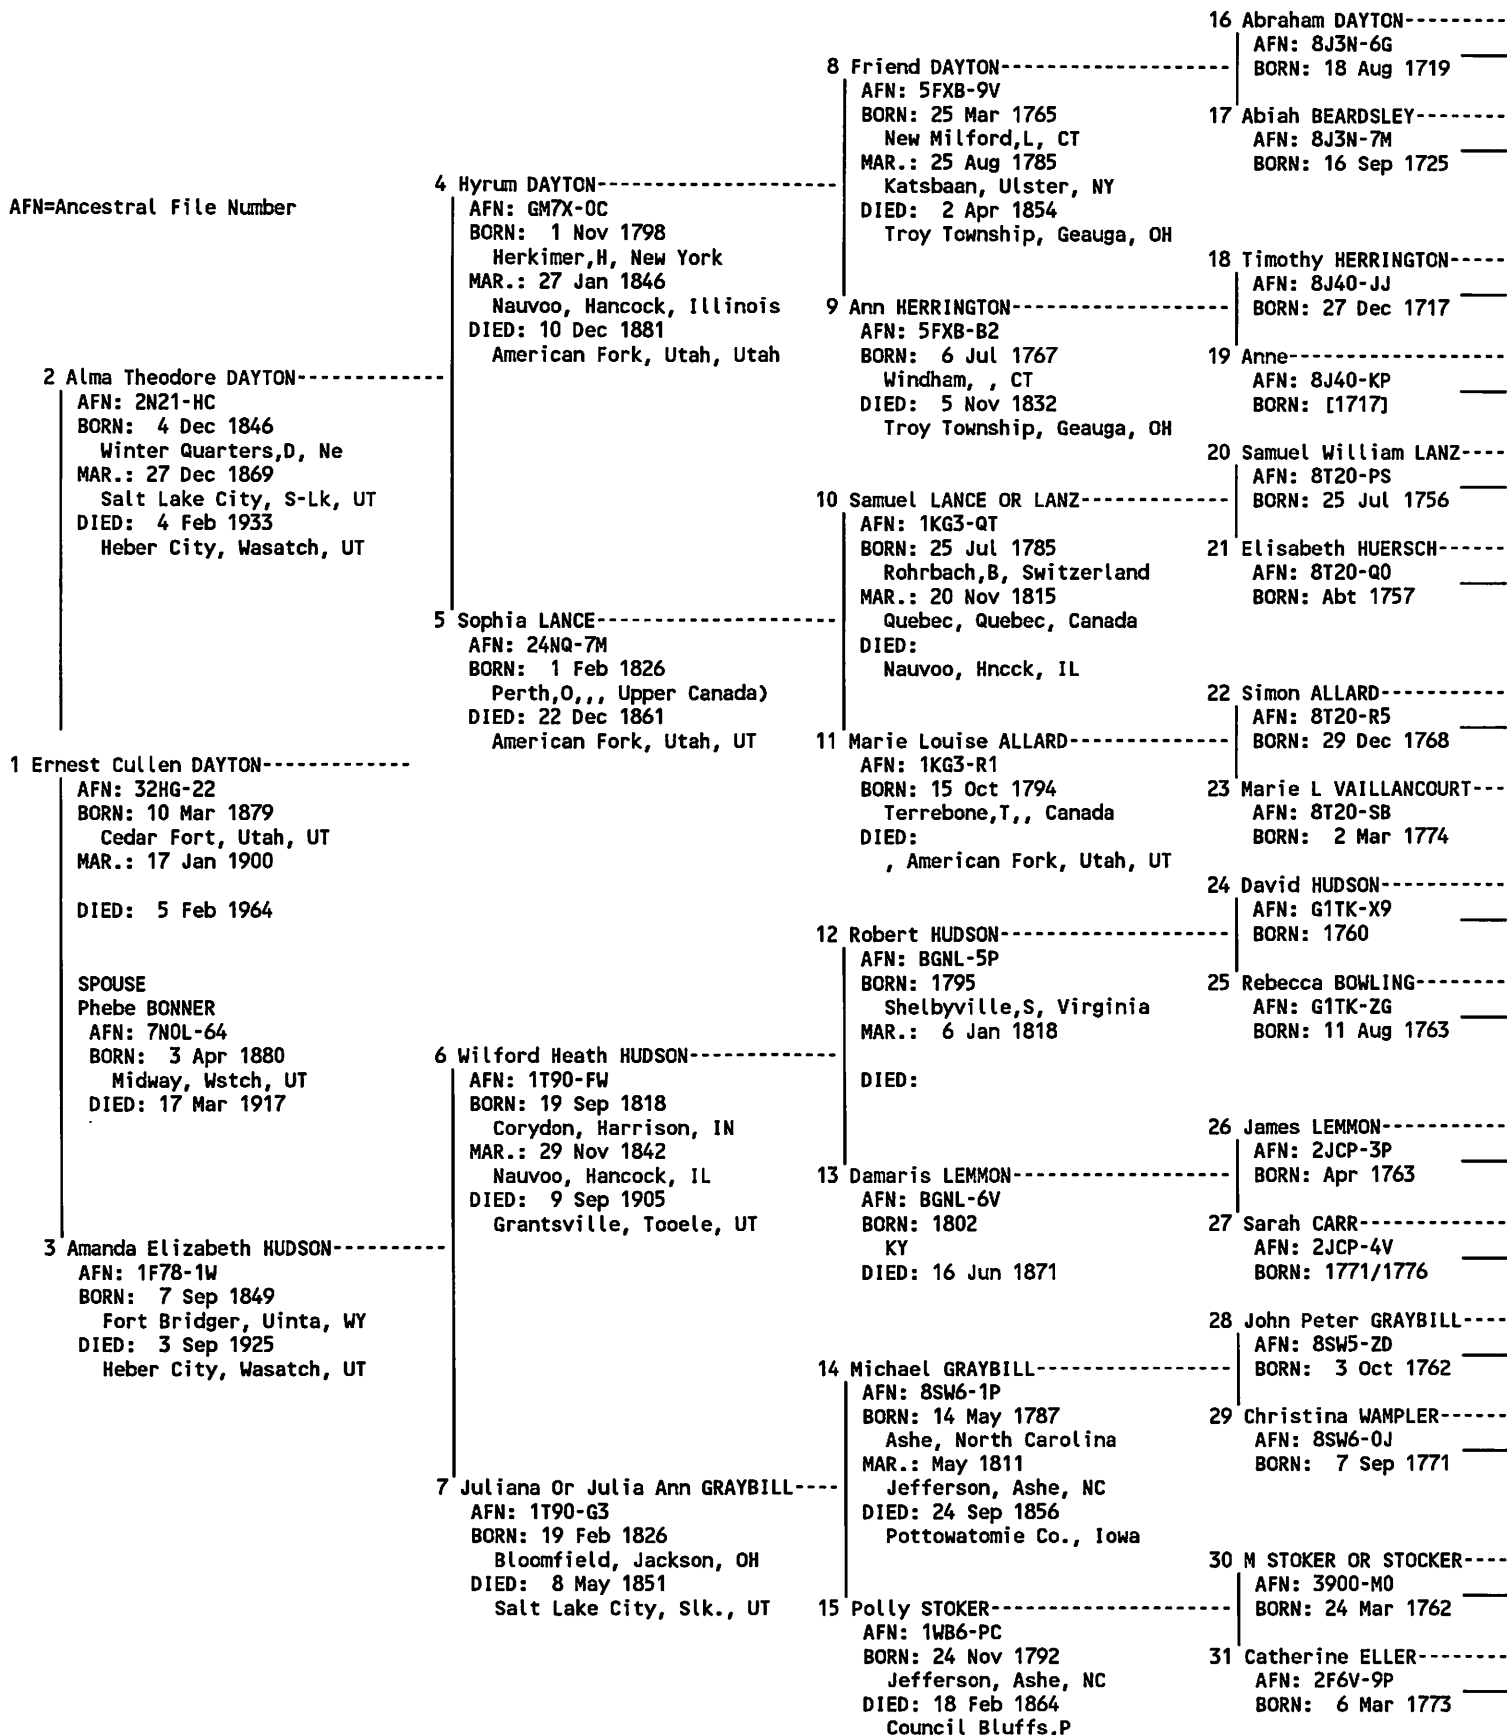 AFN=Ancestral File Number
1 Ernest Cullen DAYTON-------------
AFN: 32HG-22
BORN: 10 Mar 1879
Cedar Fort, Utah, UT
MAR.: 17 Jan 1900
DIED: 5 Feb 1964
SPOUSE
Phebe BONNER
AFN: 7N0L-64
BORN: 3 Apr 1880
Midway, Wstch, UT
DIED: 17 Mar 1917
2 Alma Theodore DAYTON-------------
AFN: 2N21-HC
BORN: 4 Dec 1846
Winter Quarters,D, Ne
MAR.: 27 Dec 1869
Salt Lake City, S-Lk, UT
DIED: 4 Feb 1933
Heber City, Wasatch, UT
3 Amanda Elizabeth HUDSON----------
AFN: 1F78-1W
BORN: 7 Sep 1849
Fort Bridger, Uinta, WY
DIED: 3 Sep 1925
Heber City, Wasatch, UT
4 Hyrum DAYTON---------------------
AFN: GM7X-0C
BORN: 1 Nov 1798
Herkimer,H, New York
MAR.: 27 Jan 1846
Nauvoo, Hancock, Illinois
DIED: 10 Dec 1881
American Fork, Utah, Utah
5 Sophia LANCE---------------------
AFN: 24NQ-7M
BORN: 1 Feb 1826
Perth,O,,, Upper Canada)
DIED: 22 Dec 1861
American Fork, Utah, UT
6 Wilford Heath HUDSON-------------
AFN: 1T90-FW
BORN: 19 Sep 1818
Corydon, Harrison, IN
MAR.: 29 Nov 1842
Nauvoo, Hancock, IL
DIED: 9 Sep 1905
Grantsville, Tooele, UT
7 Juliana Or Julia Ann GRAYBILL----
AFN: 1T90-G3
BORN: 19 Feb 1826
Bloomfield, Jackson, OH
DIED: 8 May 1851
Salt Lake City, Slk., UT
8 Friend DAYTON--------------------
AFN: 5FXB-9V
BORN: 25 Mar 1765
New Milford,L, CT
MAR.: 25 Aug 1785
Katsbaan, Ulster, NY
DIED: 2 Apr 1854
Troy Township, Geauga, OH
9 Ann HERRINGTON-------------------
AFN: 5FXB-B2
BORN: 6 Jul 1767
Windham, , CT
DIED: 5 Nov 1832
Troy Township, Geauga, OH
10 Samuel LANCE OR LANZ-------------
AFN: 1KG3-QT
BORN: 25 Jul 1785
Rohrbach,B, Switzerland
MAR.: 20 Nov 1815
Quebec, Quebec, Canada
DIED:
Nauvoo, Hncck, IL
11 Marie Louise ALLARD--------------
AFN: 1KG3-R1
BORN: 15 Oct 1794
Terrebone,T,, Canada
DIED:
, American Fork, Utah, UT
12 Robert HUDSON--------------------
AFN: BGNL-5P
BORN: 1795
Shelbyville,S, Virginia
MAR.: 6 Jan 1818
DIED:
13 Damaris LEMMON-------------------
AFN: BGNL-6V
BORN: 1802
KY
DIED: 16 Jun 1871
14 Michael GRAYBILL-----------------
AFN: 8SW6-1P
BORN: 14 May 1787
Ashe, North Carolina
MAR.: May 1811
Jefferson, Ashe, NC
DIED: 24 Sep 1856
Pottowatomie Co., Iowa
15 Polly STOKER---------------------
AFN: 1WB6-PC
BORN: 24 Nov 1792
Jefferson, Ashe, NC
DIED: 18 Feb 1864
Council Bluffs,P
16 Abraham DAYTON---------
AFN: 8J3N-6G
BORN: 18 Aug 1719
17 Abiah BEARDSLEY--------
AFN: 8J3N-7M
BORN: 16 Sep 1725
18 Timothy HERRINGTON-----
AFN: 8J40-JJ
BORN: 27 Dec 1717
19 Anne-------------------
AFN: 8J40-KP
BORN: [1717]
20 Samuel William LANZ----
AFN: 8T20-PS
BORN: 25 Jul 1756
21 Elisabeth HUERSCH------
AFN: 8T20-Q0
BORN: Abt 1757
22 Simon ALLARD-----------
AFN: 8T20-R5
BORN: 29 Dec 1768
23 Marie L VAILLANCOURT---
AFN: 8T20-SB
BORN: 2 Mar 1774
24 David HUDSON-----------
AFN: G1TK-X9
BORN: 1760
25 Rebecca BOWLING--------
AFN: G1TK-ZG
BORN: 11 Aug 1763
26 James LEMMON-----------
AFN: 2JCP-3P
BORN: Apr 1763
27 Sarah CARR-------------
AFN: 2JCP-4V
BORN: 1771/1776
28 John Peter GRAYBILL----
AFN: 8SW5-ZD
BORN: 3 Oct 1762
29 Christina WAMPLER------
AFN: 8SW6-0J
BORN: 7 Sep 1771
30 M STOKER OR STOCKER----
AFN: 3900-M0
BORN: 24 Mar 1762
31 Catherine ELLER--------
AFN: 2F6V-9P
BORN: 6 Mar 1773